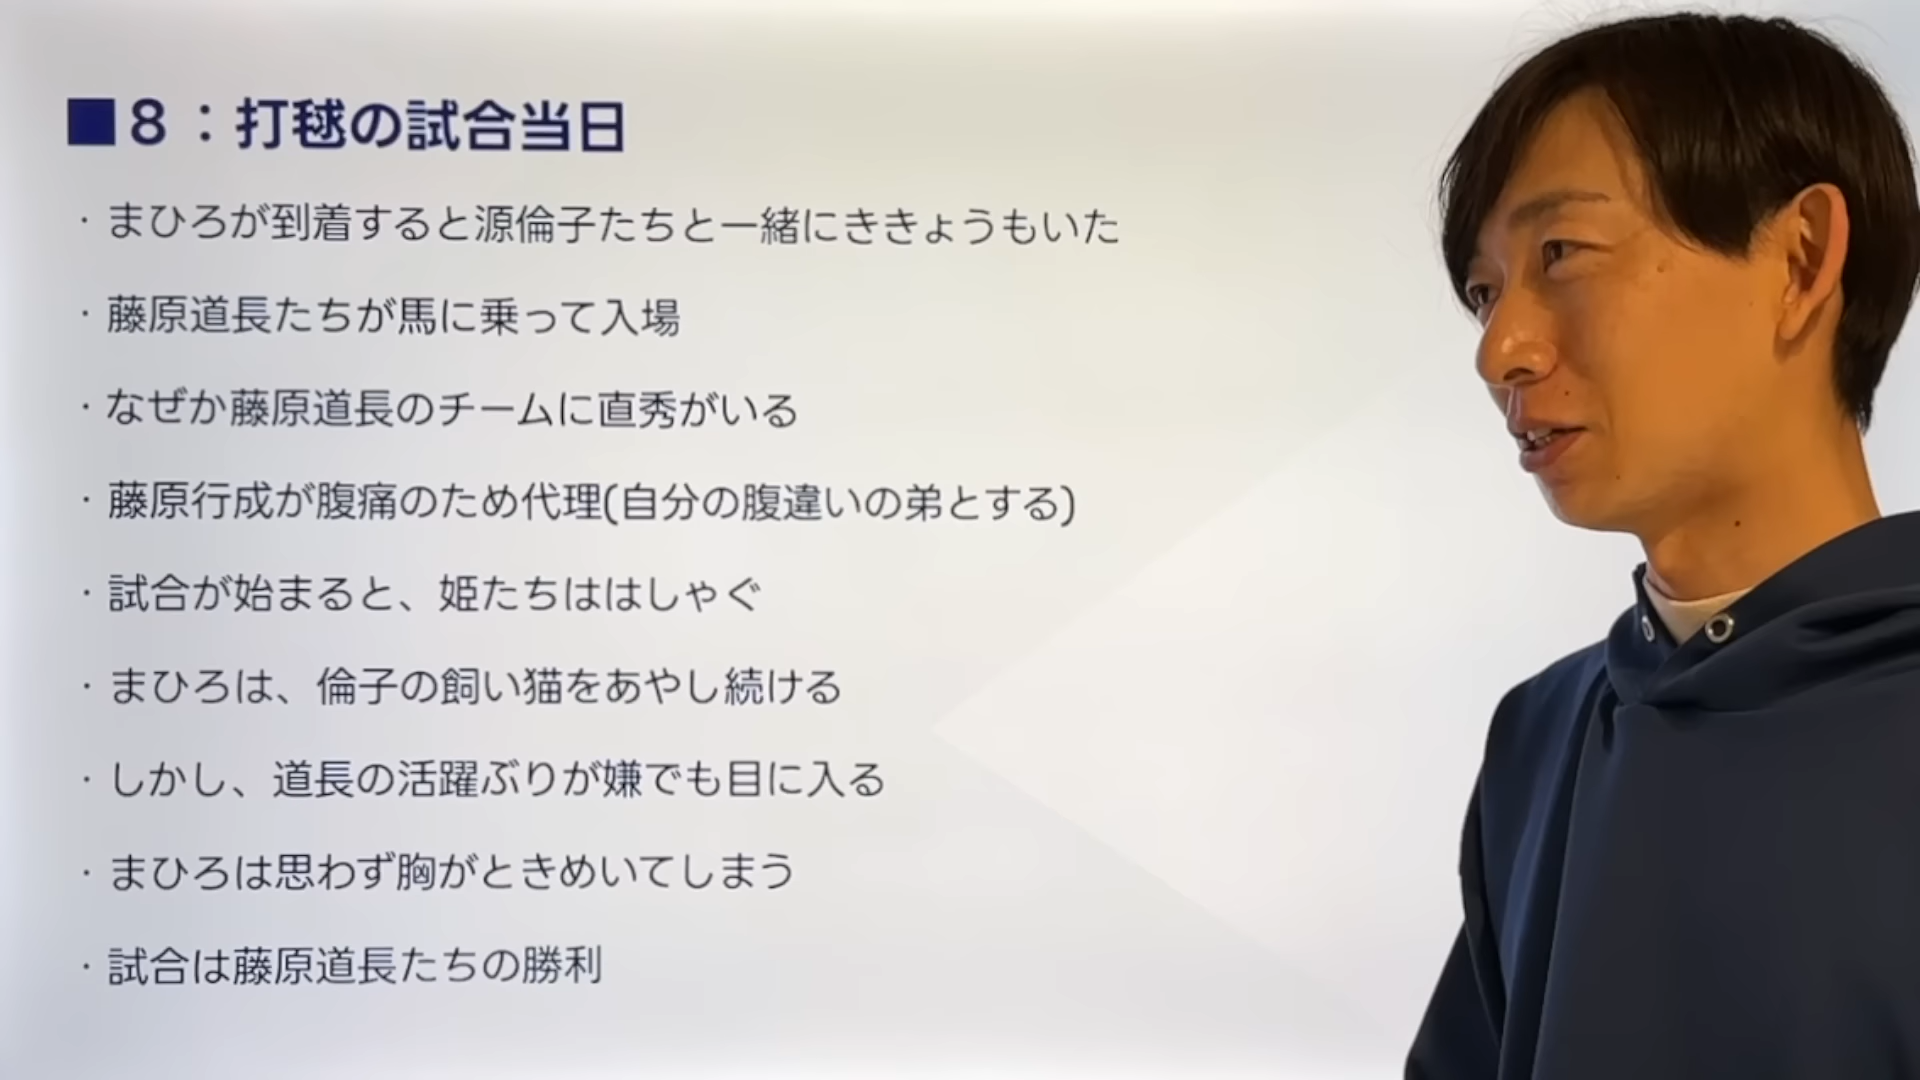 ■8：打毬の試合当日
・まひろが到着すると源倫子たちと一緒にききょうもいた
・藤原道長たちが馬に乗って入場
・なぜか藤原道長のチームに直秀がいる
・藤原行成が腹痛のため代理(自分の腹違いの弟とする)
・試合が始まると、姫たちははしゃぐ
・まひろは、倫子の飼い猫をあやし続ける
・しかし、道長の活躍ぶりが嫌でも目に入る
・まひろは思わず胸がときめいてしまう
・試合は藤原道長たちの勝利